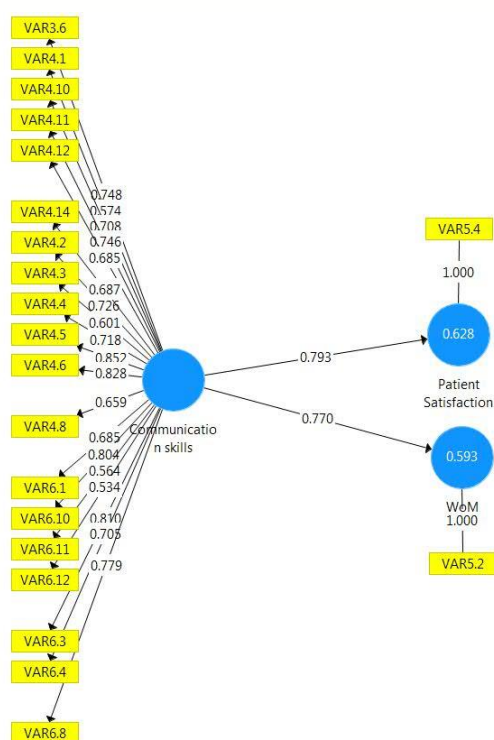 VAR3.6
VAR4.1
VAR4.10
VAR4.11
VAR4.12
VAR4.14
VAR4.2
VAR4.3
VAR4.4
VAR4.5
VAR4.6
VAR4.8
VAR6.1
VAR6.10
VAR6.11
VAR6.12
VAR6.3
VAR6.4
VAR6.8
0.748
0.574
0.708
0.746
0.685
0.687
0.726
0.601
0.718
0.852
0.828
0.659
0.685
0.804
0.564
0.534
0.810
0.705
0.779
Communicatio
n skills
0.793
0.770
VAR5.4
1.000
0.628
Patient
Satisfaction
0.593
WoM
1.000
VAR5.2